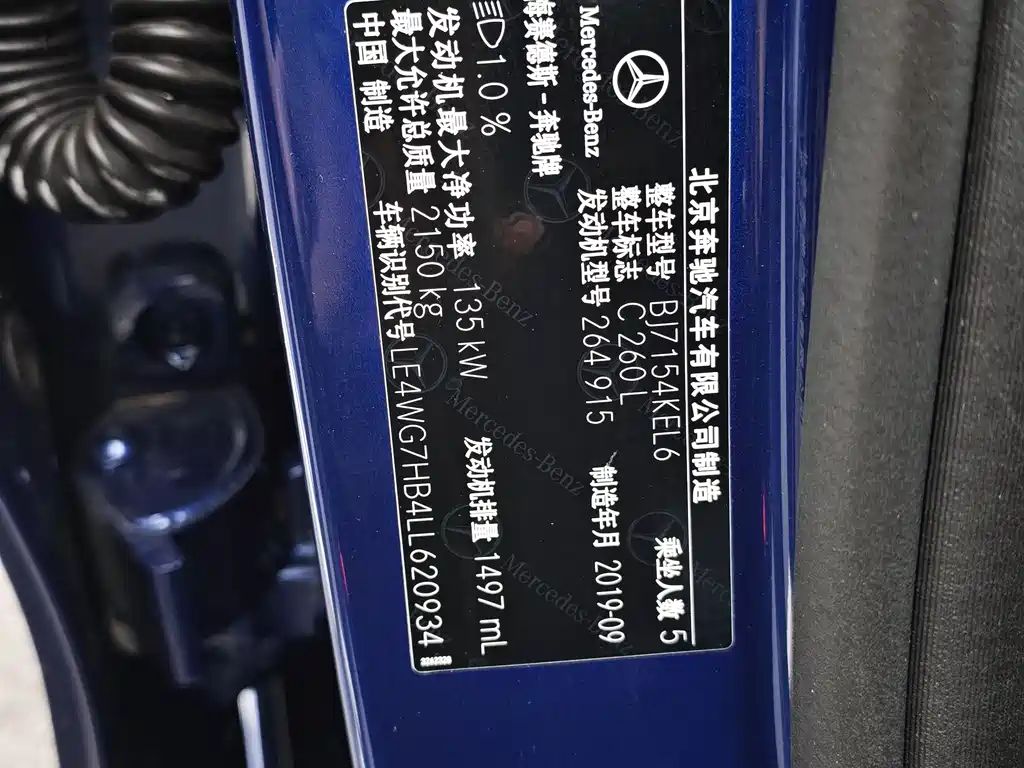 北京奔驰汽车有限公司制造
整车型号 BJ7154KEL6 乘坐人数 5
整车标志 C 260 L
发动机型号 264 915 制造年月 2019-09
Mercedes-Benz
梅赛德斯-奔驰牌
1.0 % 发动机排量 1497 mL
发动机最大净功率 135 kW
最大允许总质量 2150 kg
车辆识别代号 LE4WG7HB4LL620934
中国 制造
Mercedes-Benz
Mercedes-Benz